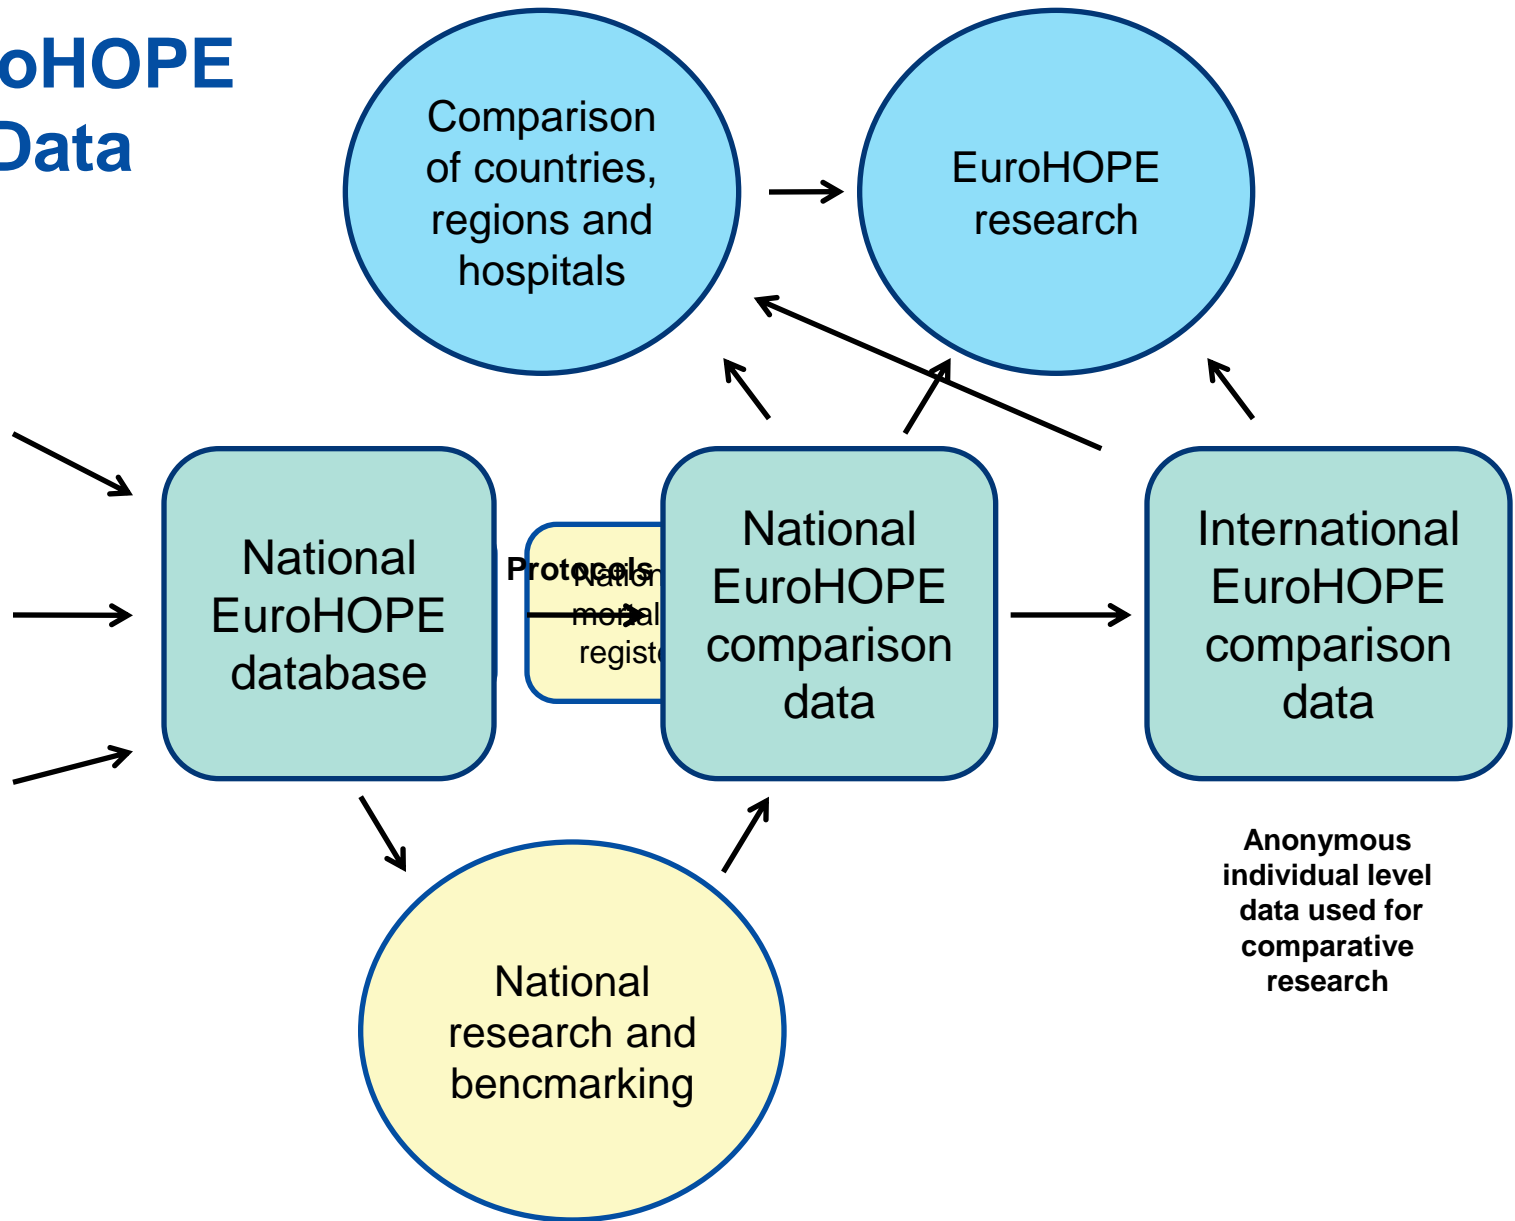 oHOPE
Data
Comparison
of countries,
regions and
hospitals
EuroHOPE
research
National
EuroHOPE
database
Protocols
National
EuroHOPE
comparison
data
International
EuroHOPE
comparison
data
Anonymous
individual level
data used for
comparative
research
National
research and
bencmarking